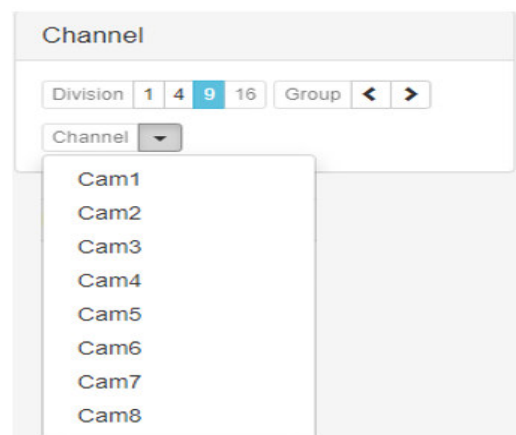 Channel
Division 1 4 9 16 Group < >
Channel
Cam1
Cam2
Cam3
Cam4
Cam5
Cam6
Cam7
Cam8